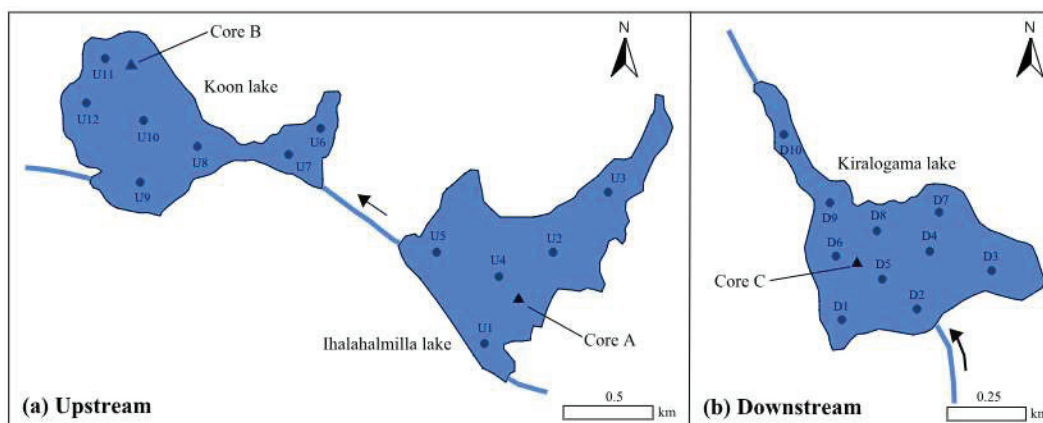 Core B
N
N
U11
Koon lake
U12
U10
U6
D10
Kiralogama lake
U8
U7
U3
U9
D9
D8
D7
U5
U2
D6
D4
U4
D3
Core C
D5
D1
D2
U1
Core A
Ihalahalmilla lake
(a) Upstream
0.5
km
(b) Downstream
0.25
km